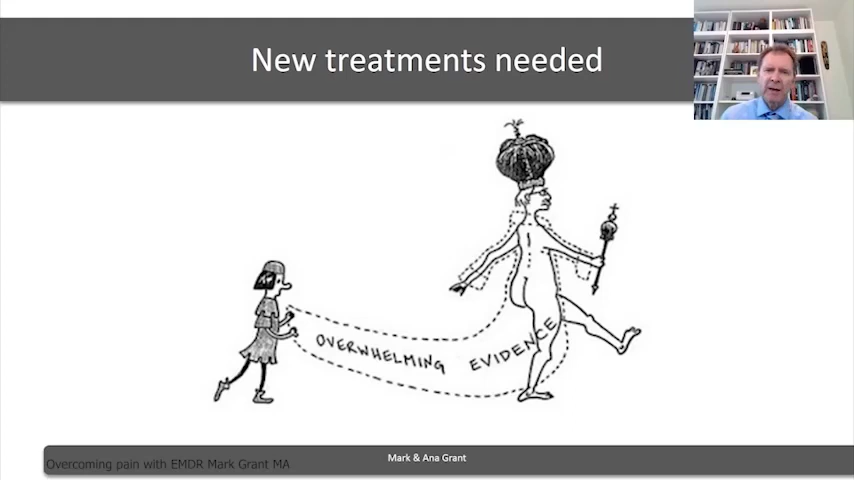 New treatments needed
OVERWHELMING EVIDENCE
Mark & Ana Grant
Overcoming pain with EMDR Mark Grant MA